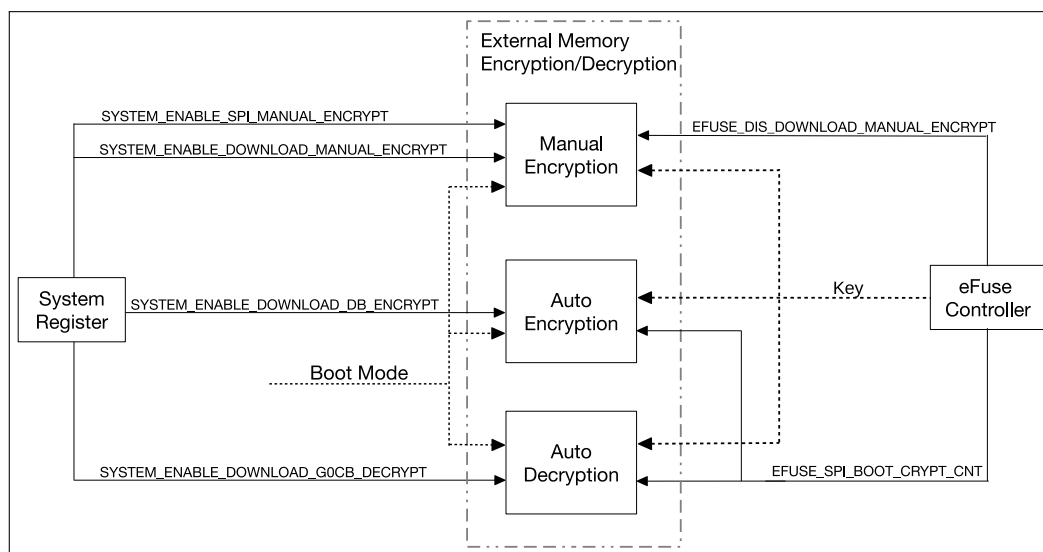 External Memory
Encryption/Decryption
SYSTEM_ENABLE_SPI_MANUAL_ENCRYPT
SYSTEM_ENABLE_DOWNLOAD_MANUAL_ENCRYPT
Manual
Encryption
EFUSE_DIS_DOWNLOAD_MANUAL_ENCRYPT
System
Register
SYSTEM_ENABLE_DOWNLOAD_DB_ENCRYPT
Auto
Encryption
Key
eFuse
Controller
Boot Mode
Auto
Decryption
SYSTEM_ENABLE_DOWNLOAD_G0CB_DECRYPT
EFUSE_SPI_BOOT_CRYPT_CNT